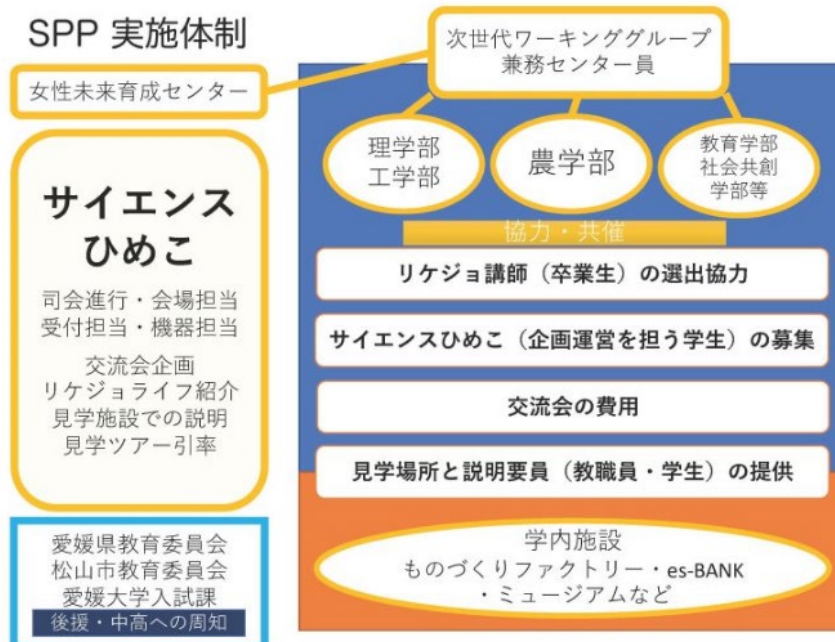 SPP 実施体制
女性未来育成センター
サイエンス
ひめこ
司会進行・会場担当
受付担当・機器担当
交流会企画
リケジョライフ紹介
見学施設での説明
見学ツアー引率
愛媛県教育委員会
松山市教育委員会
愛媛大学入試課
後援・中高への周知
次世代ワーキンググループ
兼務センター員
理学部
工学部
農学部
教育学部
社会共創
学部等
協力・共催
リケジョ講師（卒業生）の選出協力
サイエンスひめこ（企画運営を担う学生）の募集
交流会の費用
見学場所と説明要員（教職員・学生）の提供
学内施設
ものづくりファクトリー・es-BANK
・ミュージアムなど